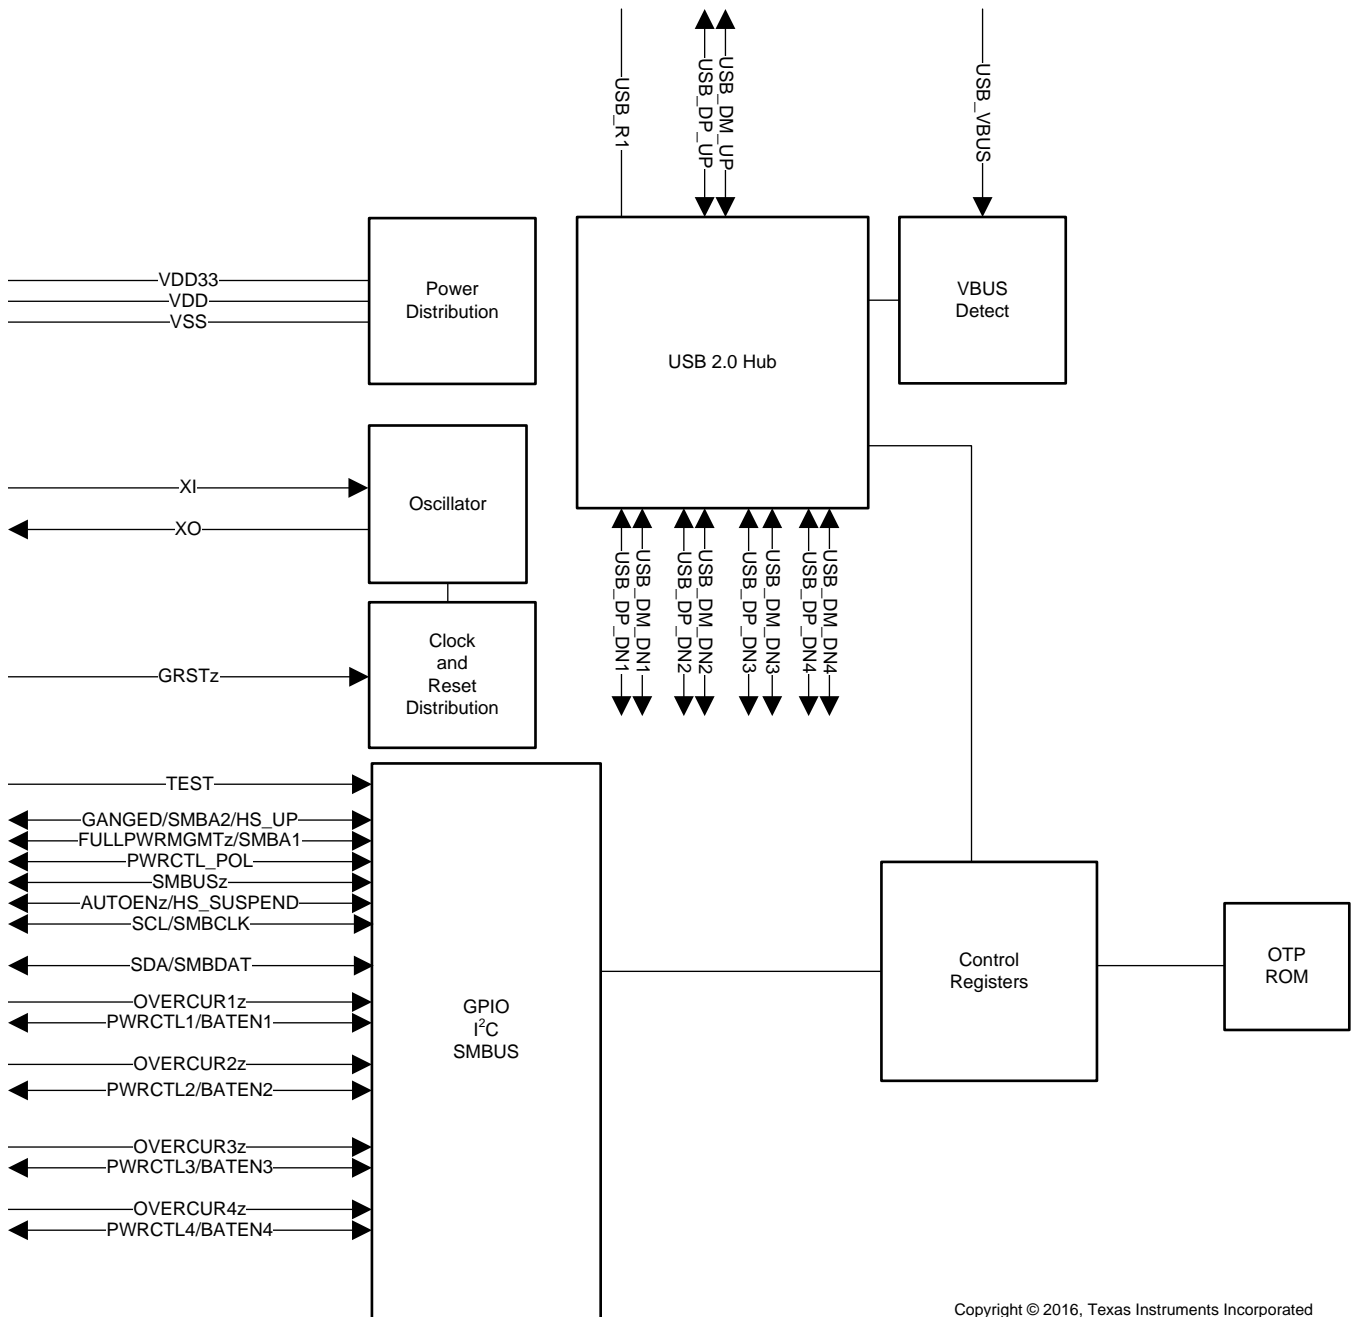 USB_R1
USB_DP_UP
USB_DM_UP
USB_VBUS
VDD33
VDD
VSS
Power
Distribution
USB 2.0 Hub
VBUS
Detect
XI
XO
Oscillator
USB_DP_DN1
USB_DM_DN1
USB_DP_DN2
USB_DM_DN2
USB_DP_DN3
USB_DM_DN3
USB_DP_DN4
USB_DM_DN4
GRSTz
Clock
and
Reset
Distribution
TEST
GANGED/SMBA2/HS_UP
FULLPWRMGMTz/SMBA1
PWRCTL_POL
SMBUSz
AUTOENz/HS_SUSPEND
SCL/SMBCLK
SDA/SMBDAT
OVERCUR1z
PWRCTL1/BATEN1
OVERCUR2z
PWRCTL2/BATEN2
OVERCUR3z
PWRCTL3/BATEN3
OVERCUR4z
PWRCTL4/BATEN4
GPIO
I²C
SMBUS
Control
Registers
OTP
ROM
Copyright © 2016, Texas Instruments Incorporated